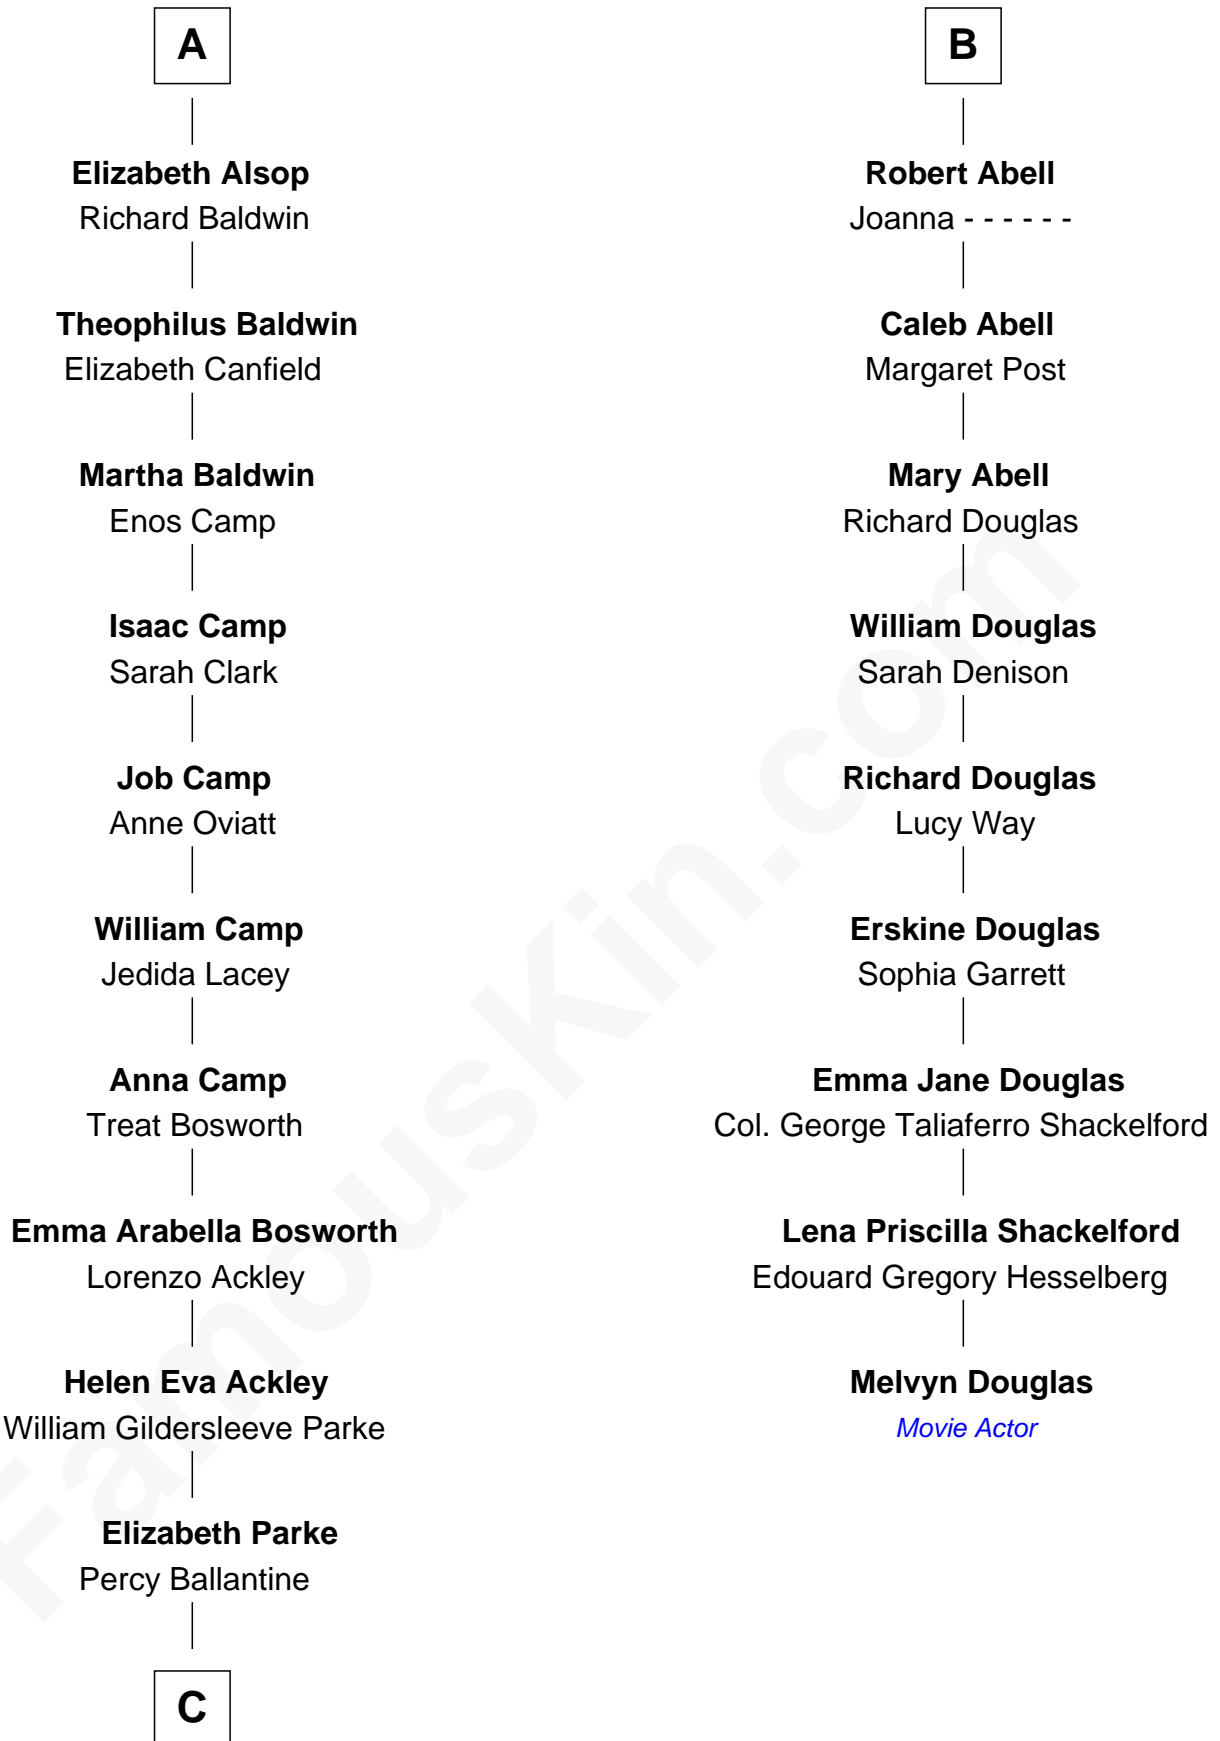 A
Elizabeth Alsop
Richard Baldwin
Theophilus Baldwin
Elizabeth Canfield
Martha Baldwin
Enos Camp
Isaac Camp
Sarah Clark
Job Camp
Anne Oviatt
William Camp
Jedida Lacey
Anna Camp
Treat Bosworth
Emma Arabella Bosworth
Lorenzo Ackley
Helen Eva Ackley
William Gildersleeve Parke
Elizabeth Parke
Percy Ballantine
C
B
Robert Abell
Joanna - - - - - -
Caleb Abell
Margaret Post
Mary Abell
Richard Douglas
William Douglas
Sarah Denison
Richard Douglas
Lucy Way
Erskine Douglas
Sophia Garrett
Emma Jane Douglas
Col. George Taliaferro Shackelford
Lena Priscilla Shackelford
Edouard Gregory Hesselberg
Melvyn Douglas
Movie Actor
FamousKin.com